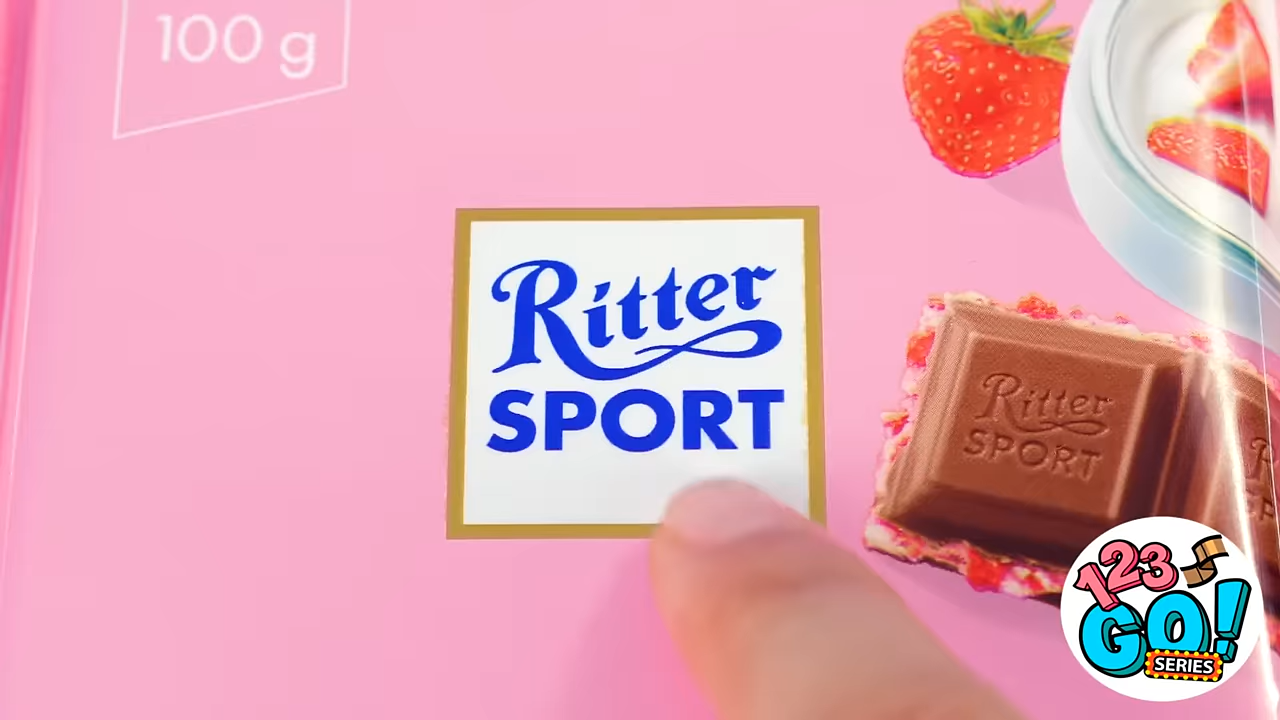 100 g
Ritter
SPORT
Ritter
SPORT
123
GO!
SERIES